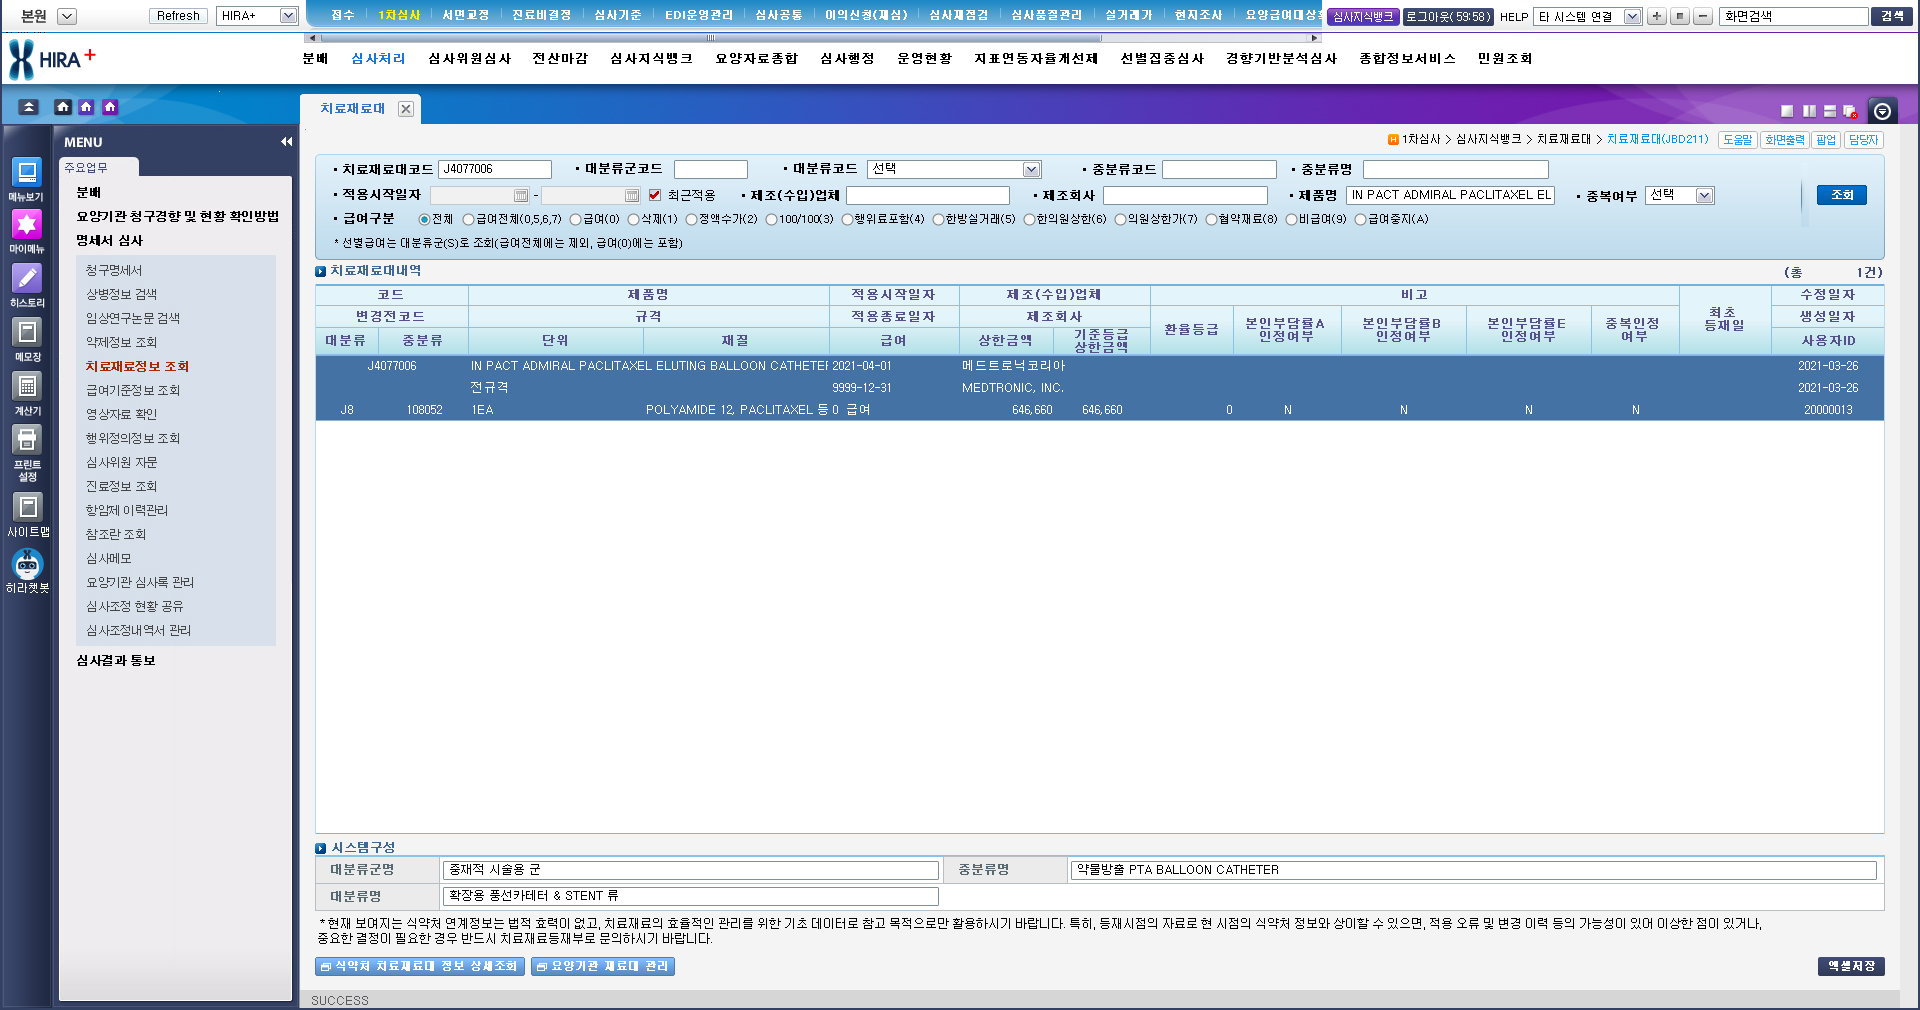 본원 Refresh HIRA+ 접수 1차심사 서면교정 진료비결정 심사기준 EDI운영관리 심사공통 이의신청(재심) 심사재점검 심사품질관리 실거래가 현지조사 요양급여대상 심사지식뱅크 로그아웃(59:58) HELP 타 시스템 연결 화면검색 검색
HIRA+ 분배 심사처리 심사위원심사 전산마감 심사지식뱅크 요양자료종합 심사행정 운영현황 지표연동자율개선제 선별집중심사 경향기반분석심사 종합정보서비스 민원조회
치료재료대
1차심사 > 심사지식뱅크 > 치료재료대 > 치료재료대(JBD211) 도움말 화면출력 팝업 담당자
메뉴보기
마이메뉴
히스토리
메모장
계산기
프린트
설정
사이트맵
히라챗봇
MENU
주요업무
분배
요양기관 청구경향 및 현황 확인방법
명세서 심사
청구명세서
상병정보 검색
임상연구논문 검색
약제정보 조회
치료재료정보 조회
급여기준정보 조회
영상자료 확인
행위정의정보 조회
심사위원 자문
진료정보 조회
항암제 이력관리
참조란 조회
심사메모
요양기관 심사록 관리
심사조정 현황 공유
심사조정내역서 관리
심사결과 통보
치료재료대코드 J4077006 대분류군코드 대분류코드 선택 중분류코드 중분류명
적용시작일자 - 최근적용 제조(수입)업체 제조회사 제품명 IN PACT ADMIRAL PACLITAXEL EL 중복여부 선택 조회
급여구분 전체 급여전체(0,5,6,7) 급여(0) 삭제(1) 정액수가(2) 100/100(3) 행위료포함(4) 한방실거래(5) 한의원상한(6) 의원상한가(7) 협약재료(8) 비급여(9) 급여중지(A)
* 선별급여는 대분류군(S)로 조회(급여전체에는 제외, 급여(0)에는 포함)
치료재료대내역 (총 1건)
코드 제품명 적용시작일자 제조(수입)업체 비고 최초 등재일 수정일자
변경전코드 규격 적용종료일자 제조회사 환율등급 본인부담률A 인정여부 본인부담률B 인정여부 본인부담률E 인정여부 중복인정 여부 생성일자
대분류 중분류 단위 재질 급여 상한금액 기준등급 상한금액 사용자ID
J4077006 IN PACT ADMIRAL PACLITAXEL ELUTING BALLOON CATHETER 2021-04-01 메드트로닉코리아 2021-03-26
전규격 9999-12-31 MEDTRONIC, INC. 2021-03-26
J8 108052 1EA POLYAMIDE 12, PACLITAXEL 등 0 급여 646,660 646,660 0 N N N N 20000013
시스템구성
대분류군명 중재적 시술용 군 중분류명 약물방출 PTA BALLOON CATHETER
대분류명 확장용 풍선카테터 & STENT 류
* 현재 보여지는 식약처 연계정보는 법적 효력이 없고, 치료재료의 효율적인 관리를 위한 기초 데이터로 참고 목적으로만 활용하시기 바랍니다. 특히, 등재시점의 자료로 현 시점의 식약처 정보와 상이할 수 있으면, 적용 오류 및 변경 이력 등의 가능성이 있어 이상한 점이 있거나,
중요한 결정이 필요한 경우 반드시 치료재료등재부로 문의하시기 바랍니다.
식약처 치료재료대 정보 상세조회 요양기관 재료대 관리 엑셀저장
SUCCESS